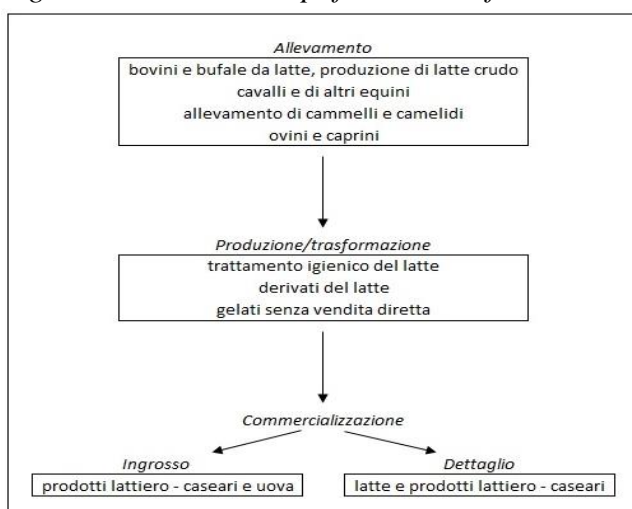 Allevamento
bovini e bufale da latte, produzione di latte crudo
cavalli e di altri equini
allevamento di cammelli e camelidi
ovini e caprini
Produzione/trasformazione
trattamento igienico del latte
derivati del latte
gelati senza vendita diretta
Commercializzazione
Ingrosso
prodotti lattiero - caseari e uova
Dettaglio
latte e prodotti lattiero - caseari